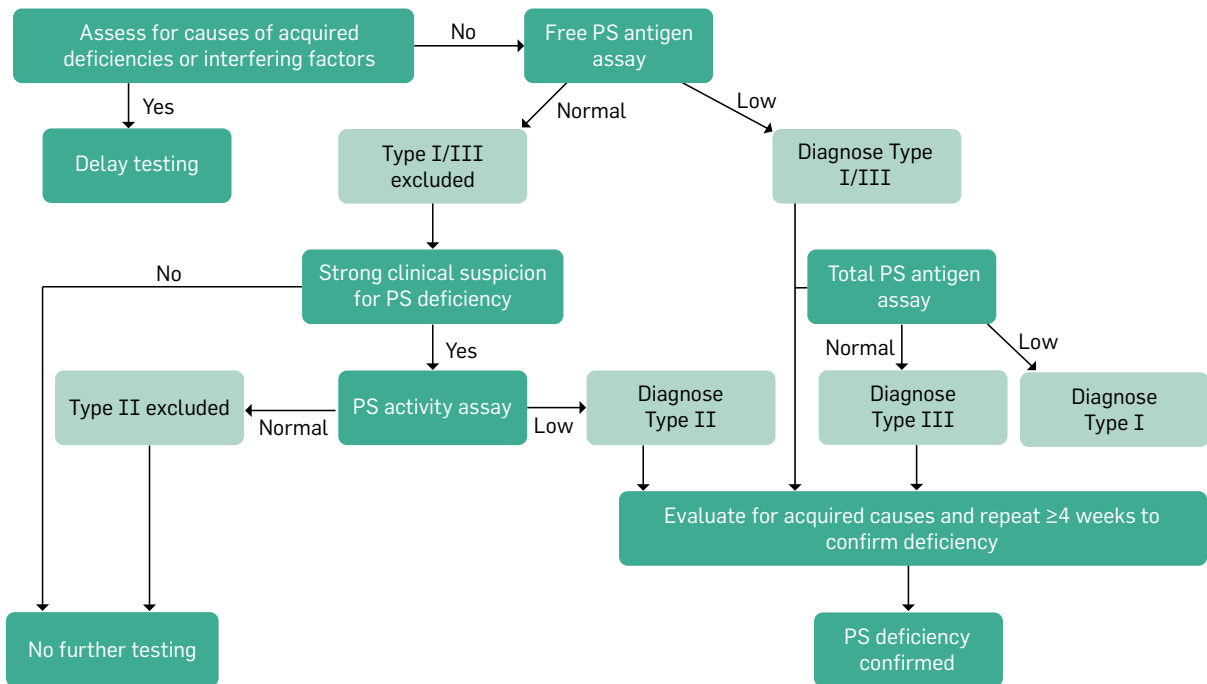 Assess for causes of acquired
deficiencies or interfering factors
No
Free PS antigen
assay
Yes
Normal
Low
Delay testing
Type I/III
excluded
Diagnose Type
I/III
No
Strong clinical suspicion
for PS deficiency
Total PS antigen
assay
Yes
Normal
Low
Type II excluded
Normal
PS activity assay
Low
Diagnose
Type II
Diagnose
Type III
Diagnose
Type I
Evaluate for acquired causes and repeat ≥4 weeks to
confirm deficiency
No further testing
PS deficiency
confirmed